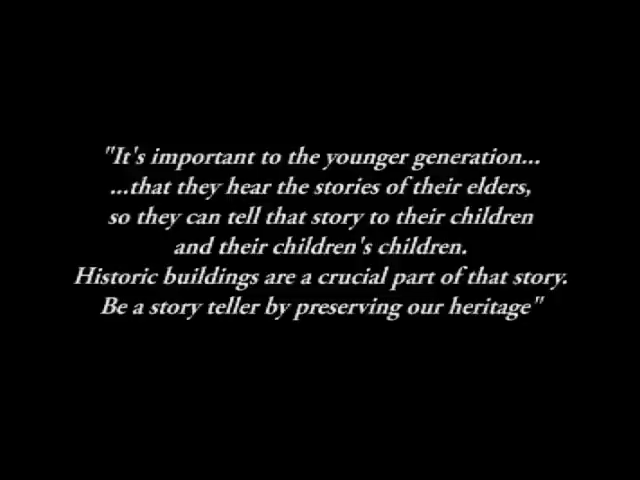 "It's important to the younger generation...
...that they hear the stories of their elders,
so they can tell that story to their children
and their children's children.
Historic buildings are a crucial part of that story.
Be a story teller by preserving our heritage"